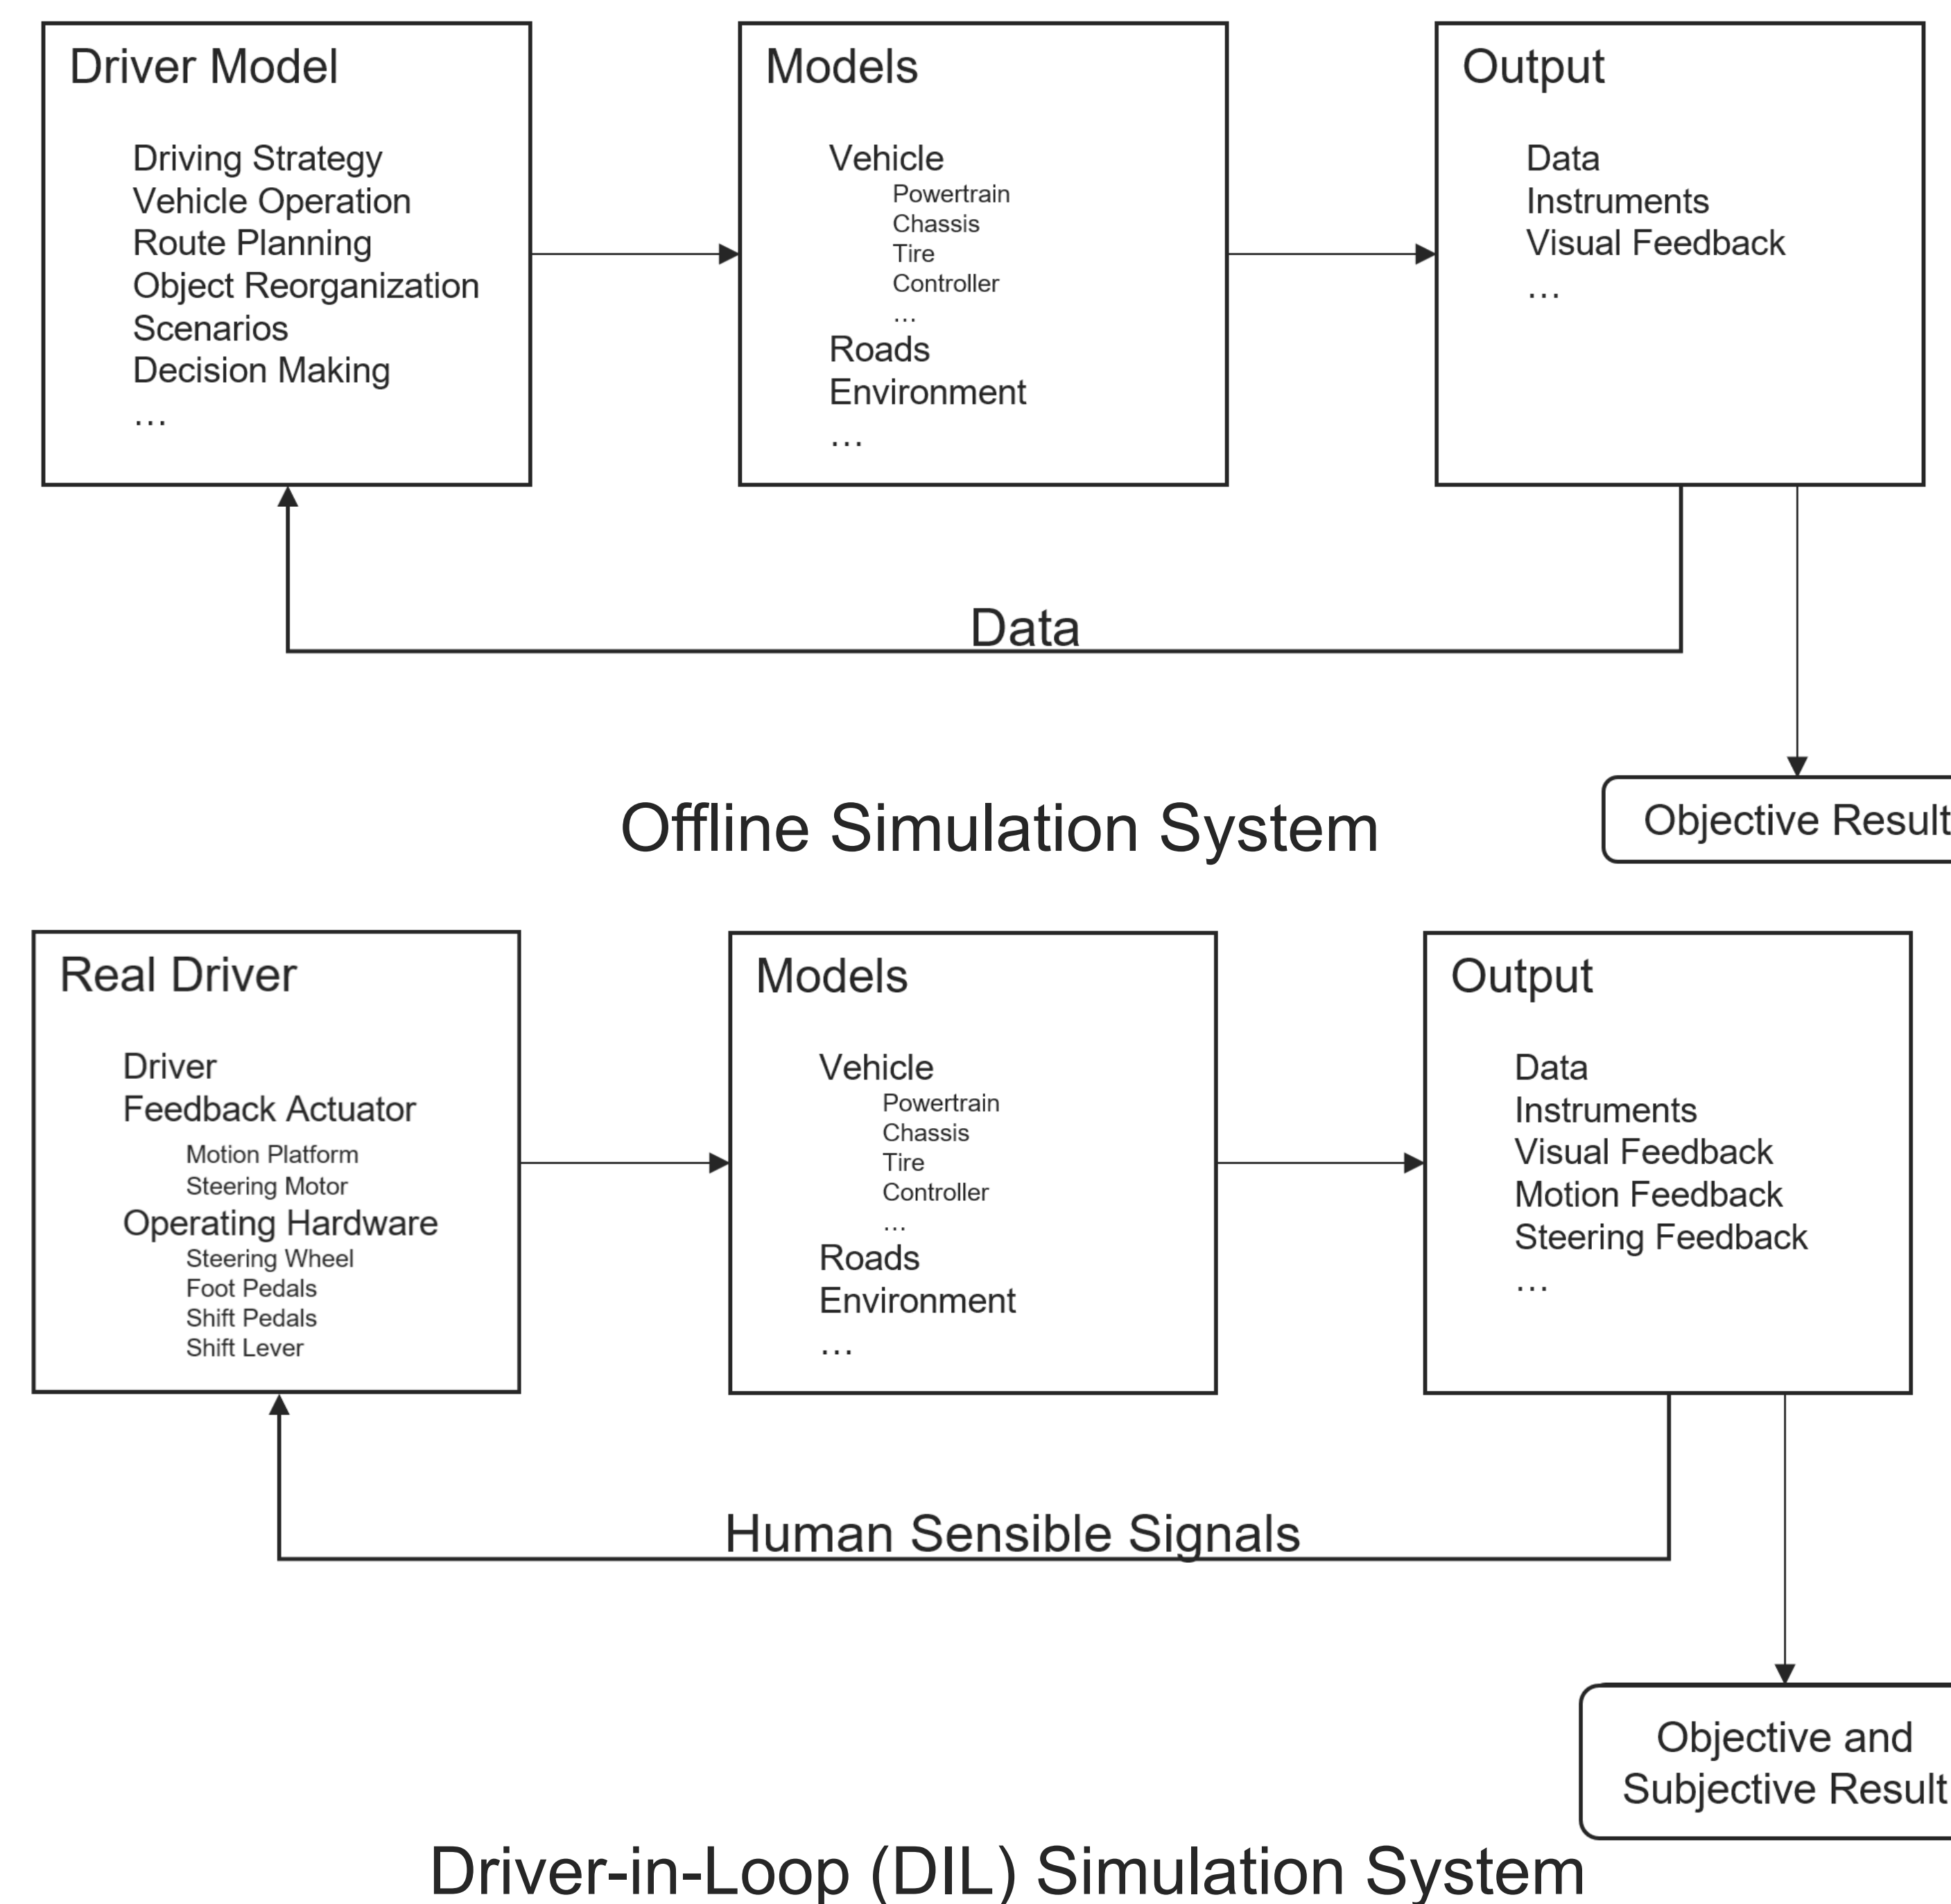 Driver Model
Driving Strategy
Vehicle Operation
Route Planning
Object Reorganization
Scenarios
Decision Making
…
Models
Vehicle
Powertrain
Chassis
Tire
Controller
...
Roads
Environment
…
Output
Data
Instruments
Visual Feedback
…
Data
Objective Result
Offline Simulation System
Real Driver
Driver
Feedback Actuator
Motion Platform
Steering Motor
Operating Hardware
Steering Wheel
Foot Pedals
Shift Pedals
Shift Lever
Models
Vehicle
Powertrain
Chassis
Tire
Controller
...
Roads
Environment
…
Output
Data
Instruments
Visual Feedback
Motion Feedback
Steering Feedback
…
Human Sensible Signals
Objective and
Subjective Result
Driver-in-Loop (DIL) Simulation System